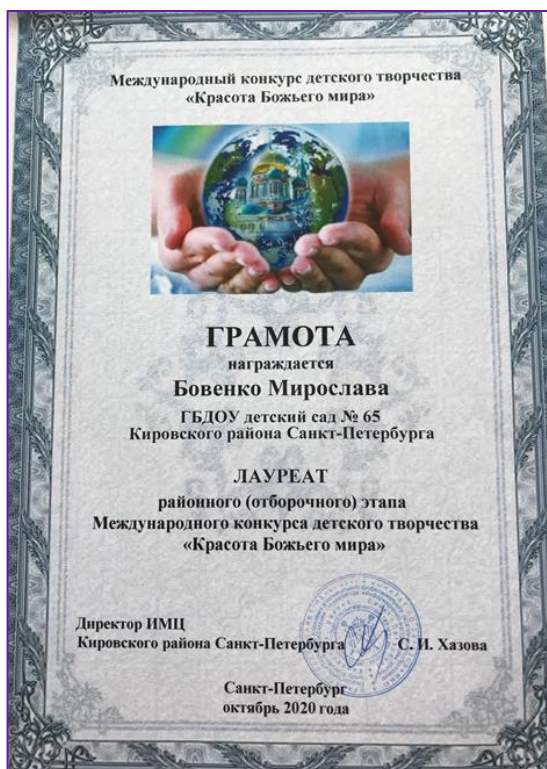 Международный конкурс детского творчества
«Красота Божьего мира»
ГРАМОТА
награждается
Бовенко Мирослава
ГБДОУ детский сад № 65
Кировского района Санкт-Петербурга
ЛАУРЕАТ
районного (отборочного) этапа
Международного конкурса детского творчества
«Красота Божьего мира»
Директор ИМЦ
Кировского района Санкт-Петербурга С. И. Хазова
Санкт-Петербург
октябрь 2020 года